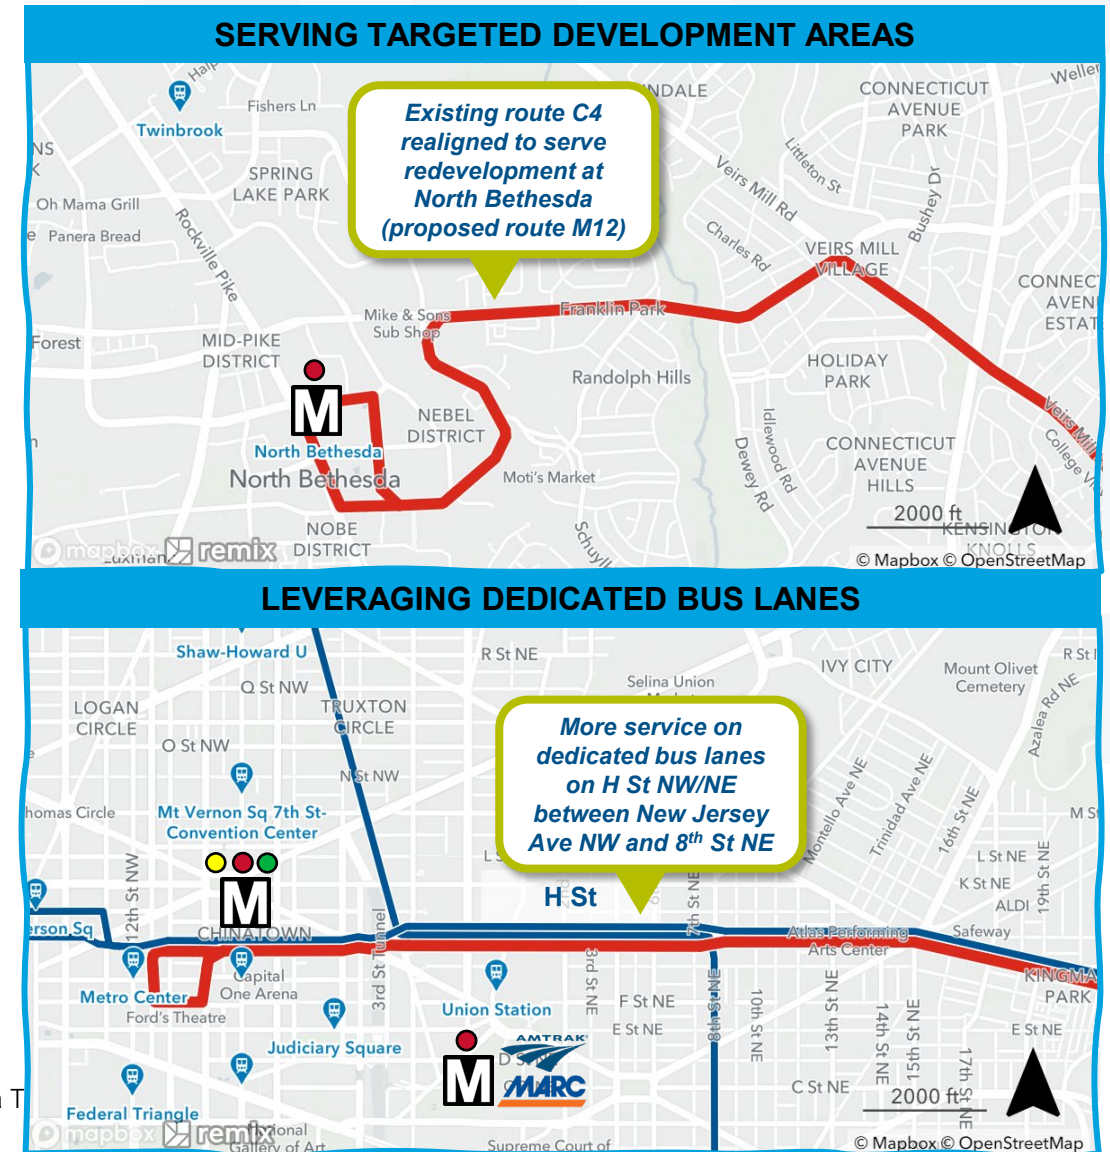 SERVING TARGETED DEVELOPMENT AREAS
Twinbrook
Fishers Ln
CONNECTICUT
AVENUE
PARK
SPRING
LAKE PARK
Oh Mama Grill
Panera Bread
Rockville Pike
Existing route C4
realigned to serve
redevelopment at
North Bethesda
(proposed route M12)
Veirs Mill Rd
Littleton St
Bushey Dr
Charles Rd
VEIRS MILL
VILLAGE
Mike & Sons
Sub Shop
Franklin Park
Forest
MID-PIKE
DISTRICT
Randolph Hills
HOLIDAY
PARK
M
North Bethesda
North Bethesda
NEBEL
DISTRICT
Moti's Market
Idlewood Rd
Dewey Rd
CONNECTICUT
AVENUE
HILLS
NOBE
DISTRICT
2000 ft
KENSINGTON
KNOLLS
mapbox remix
© Mapbox © OpenStreetMap
LEVERAGING DEDICATED BUS LANES
Shaw-Howard U
R St NE
IVY CITY
Mount Olivet
Cemetery
Q St NW
Selina Union
LOGAN
CIRCLE
TRUXTON
CIRCLE
O St NW
N St NW
Azalea Rd NE
More service on
dedicated bus lanes
on H St NW/NE
between New Jersey
Ave NW and 8th St NE
Mt Vernon Sq 7th St-
Convention Center
Montello Ave NE
Trinidad Ave NE
16th St NE
L St NE
K St NE
ALDI
19th St NE
12th St NW
M
H St
7th St NE
CHINATOWN
3rd St Tunnel
Atlas Performing
Arts Center
Safeway
Metro Center
Capital
One Arena
Ford's Theatre
Union Station
3rd St NE
F St NE
E St NE
8th St NE
10th St NE
13th St NE
14th St NE
15th St NE
17th St NE
E St NE
PARK
Judiciary Square
M
AMTRAK
MARC
C St NE
Federal Triangle
2000 ft
mapbox remix
Gallery of Art
Supreme Court of
© Mapbox © OpenStreetMap